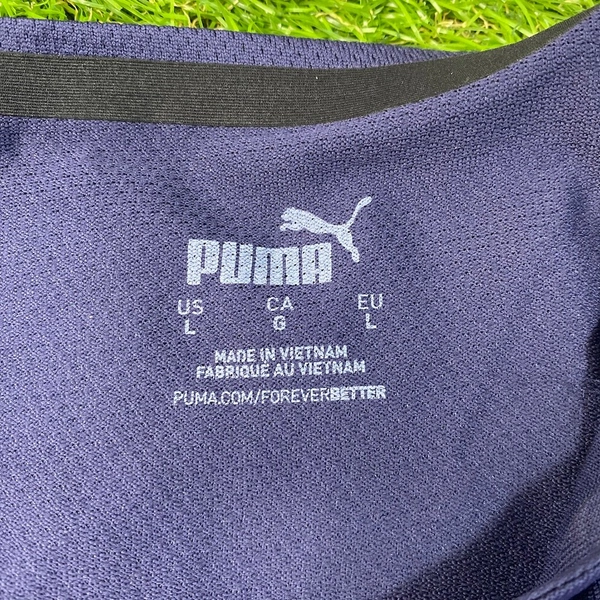 PUMA
US CA EU
L G L
MADE IN VIETNAM
FABRIQUE AU VIETNAM
PUMA.COM/FOREVERBETTER